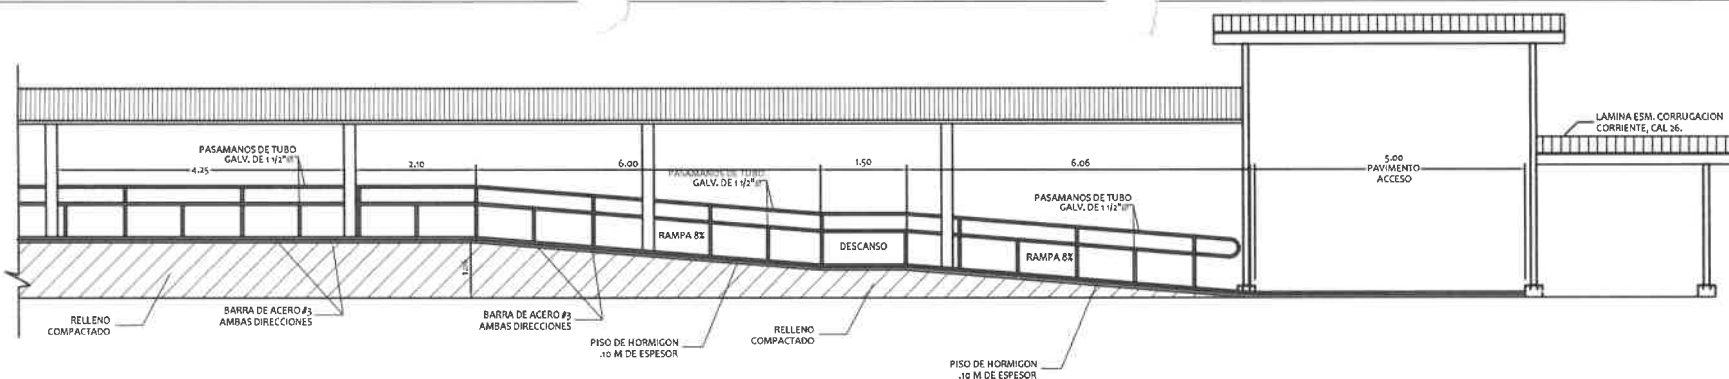 LAMINA ESM. CORRUGACION
CORRIENTE, CAL 26.
PASAMANOS DE TUBO
GALV. DE 1 1/2"
4.25
2.10
6.00
PASAMANOS DE TUBO
GALV. DE 1 1/2"
1.50
6.06
5.00
PAVIMENTO
ACCESO
PASAMANOS DE TUBO
GALV. DE 1 1/2"
RAMPA 8%
DESCANSO
RAMPA 8%
RELLENO
COMPACTADO
BARRA DE ACERO #3
AMBAS DIRECCIONES
BARRA DE ACERO #3
AMBAS DIRECCIONES
PISO DE HORMIGON
.10 M DE ESPESOR
RELLENO
COMPACTADO
PISO DE HORMIGON
.10 M DE ESPESOR